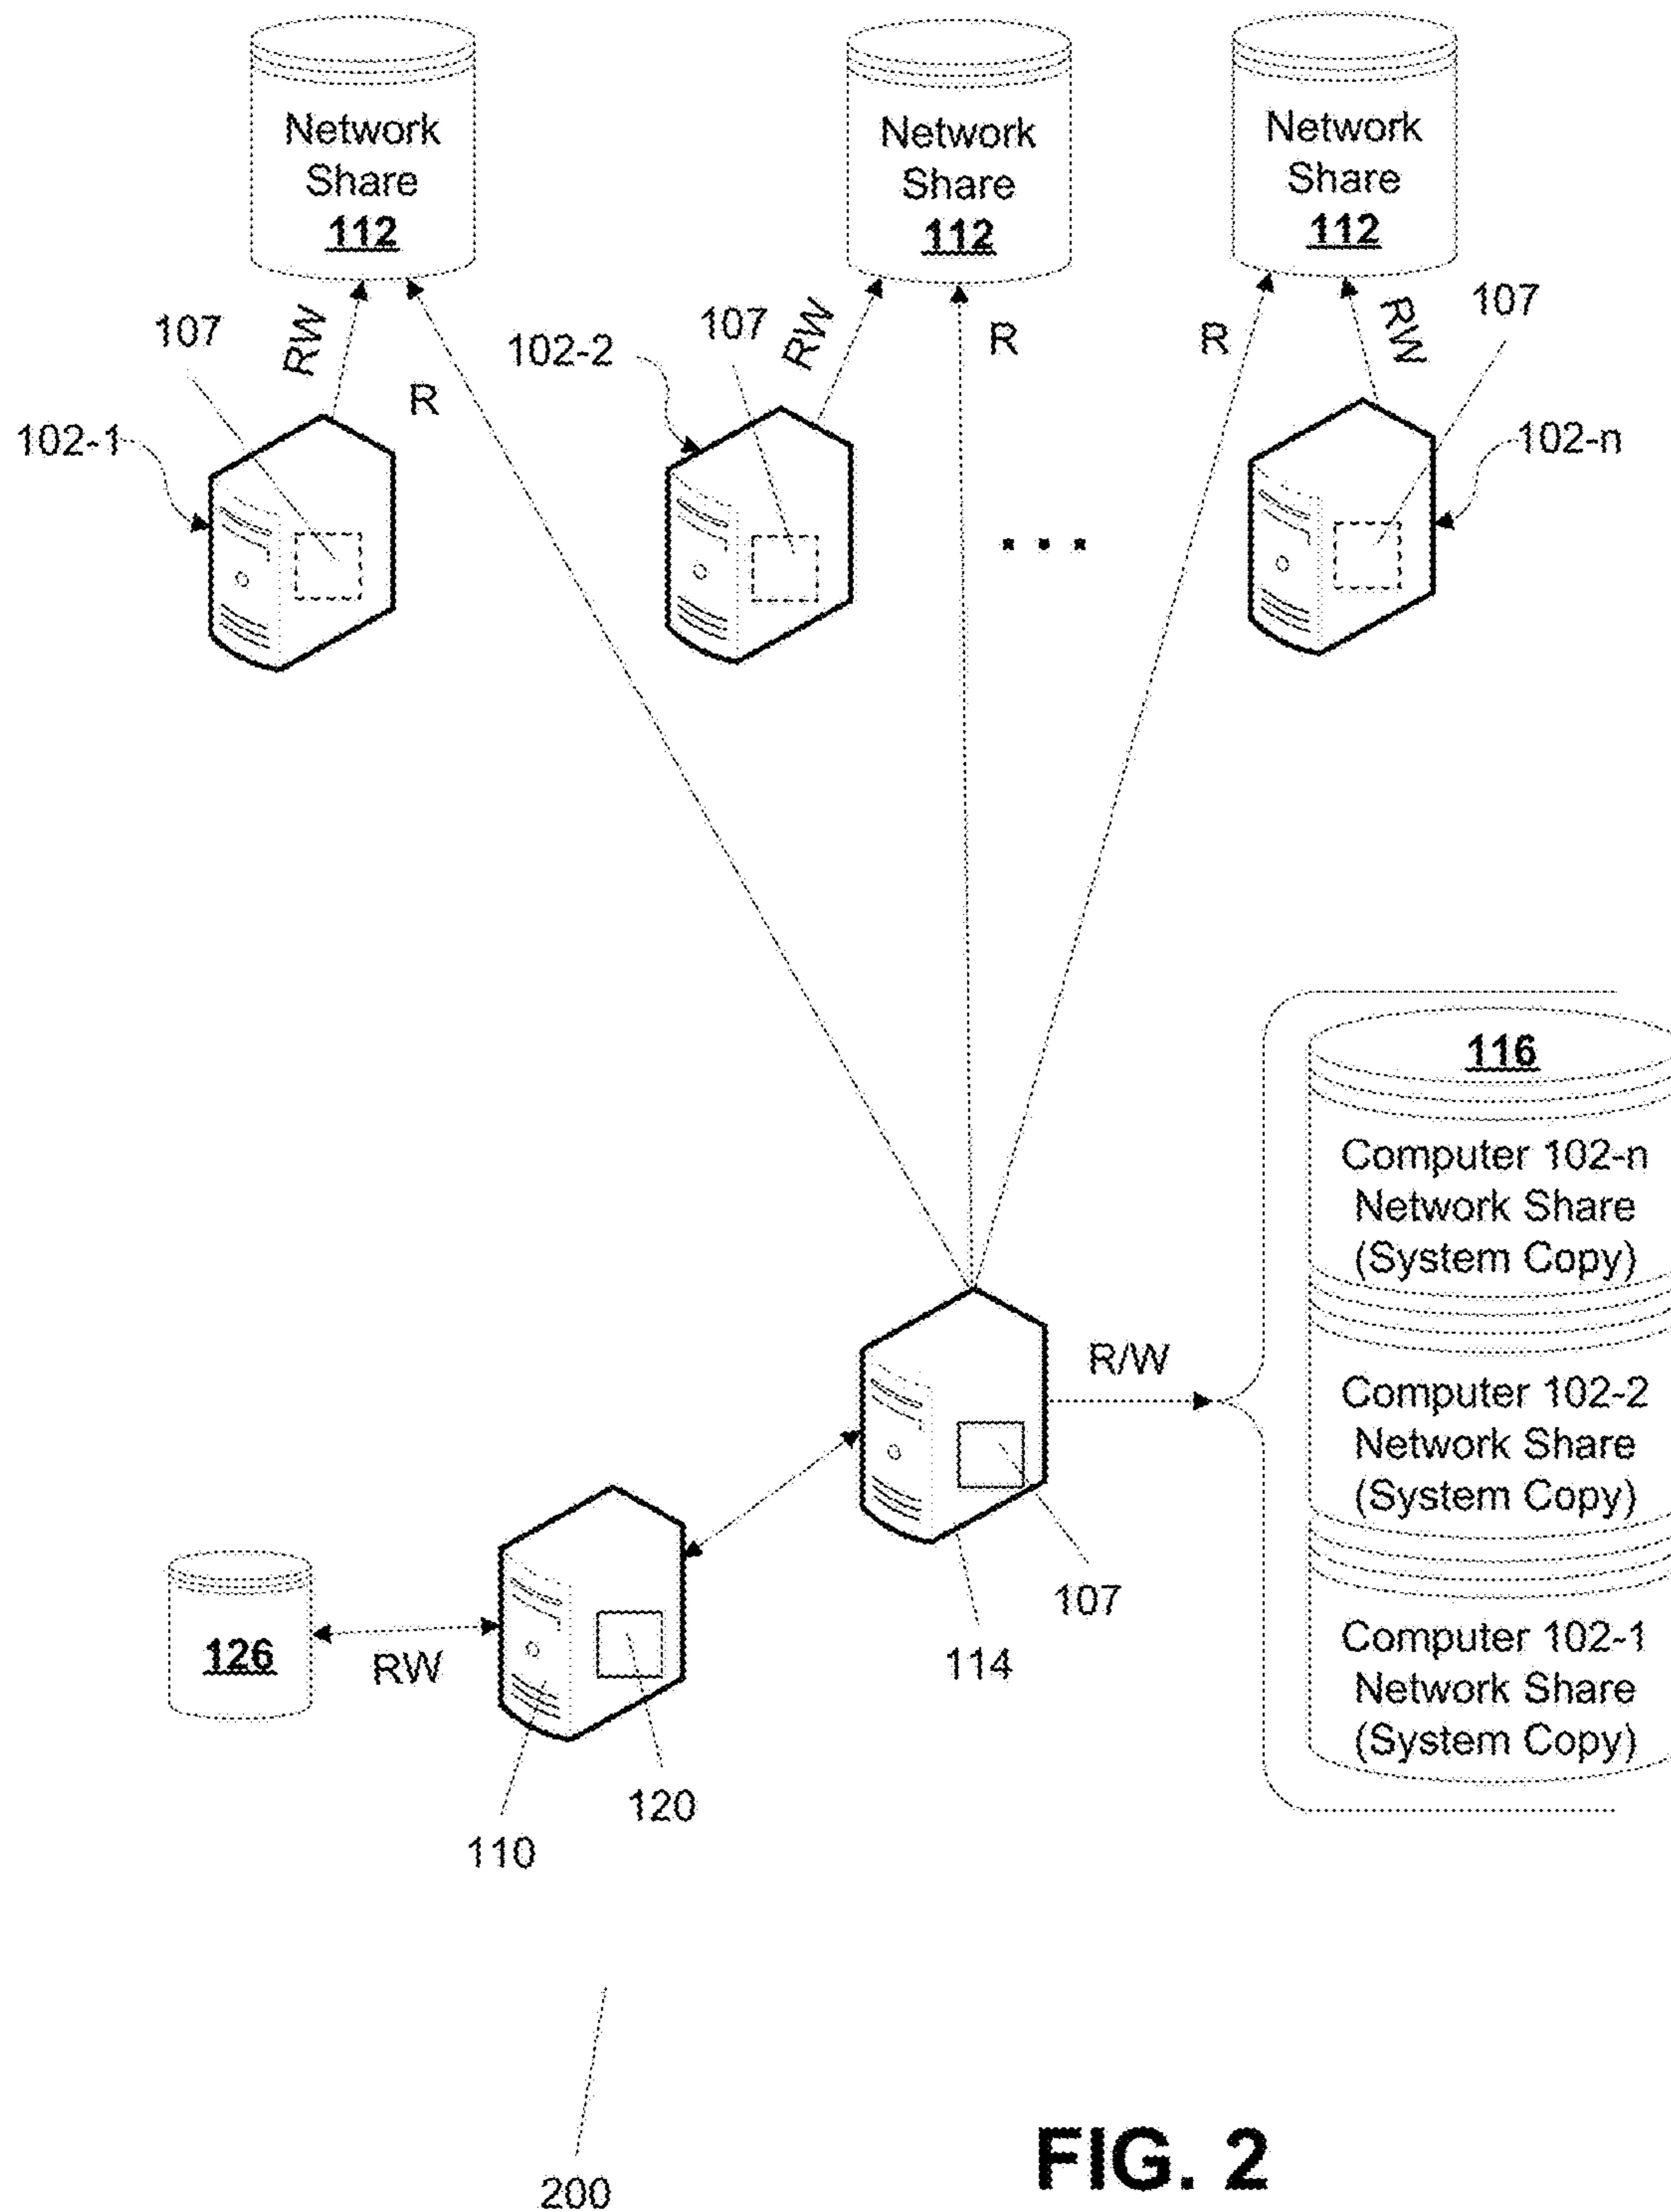 Network
Share
112
Network
Share
112
Network
Share
112
107
RW
R
102-1
102-2
107
RW
R
R
RW
107
102-n
. . .
116
Computer 102-n
Network Share
(System Copy)
Computer 102-2
Network Share
(System Copy)
Computer 102-1
Network Share
(System Copy)
R/W
107
114
126
RW
120
110
200
FIG. 2